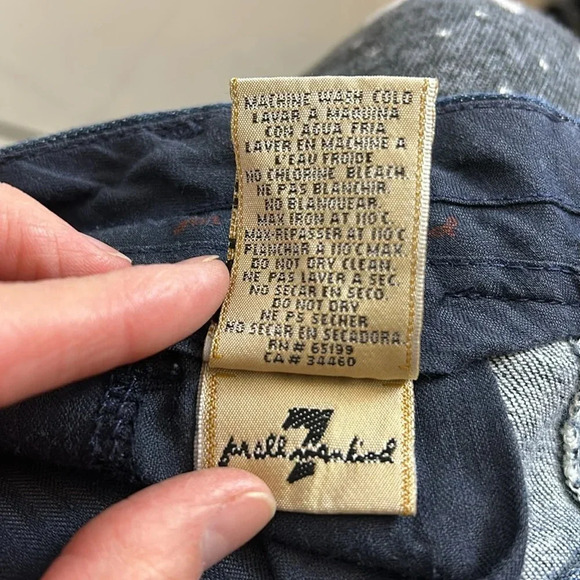 MACHINE WASH COLD
LAVAR A MAQUINA
CON AGUA FRIA
LAVER EN MACHINE A
L'EAU FROIDE
NO CHLORINE BLEACH.
NE PAS BLANCHIR.
NO BLANQUEAR.
MAX IRON AT 110 C.
MAX-REPASSER AT 110 C
PLANCHAR A 110 C MAX.
DO NOT DRY CLEAN.
NE PAS LAVER A SEC.
NO SECAR EN SECO.
DO NOT DRY
NE PS SECHER
NO SECAR EN SECADORA.
RN # 65199
CA # 34460
7
for all mankind